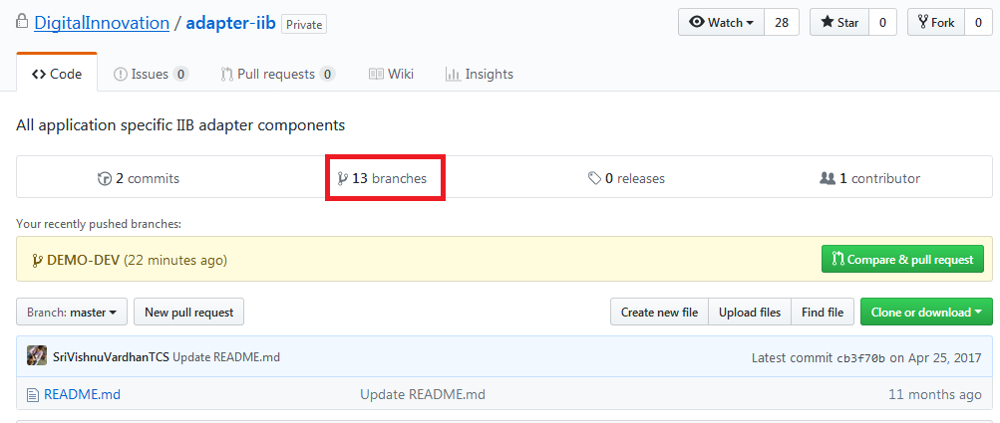 DigitalInnovation / adapter-iib Private Watch 28 Star 0 Fork 0
Code Issues 0 Pull requests 0 Wiki Insights
All application specific IIB adapter components
2 commits 13 branches 0 releases 1 contributor
Your recently pushed branches:
DEMO-DEV (22 minutes ago) Compare & pull request
Branch: master New pull request Create new file Upload files Find file Clone or download
SriVishnuVardhanTCS Update README.md Latest commit cb3f70b on Apr 25, 2017
README.md Update README.md 11 months ago